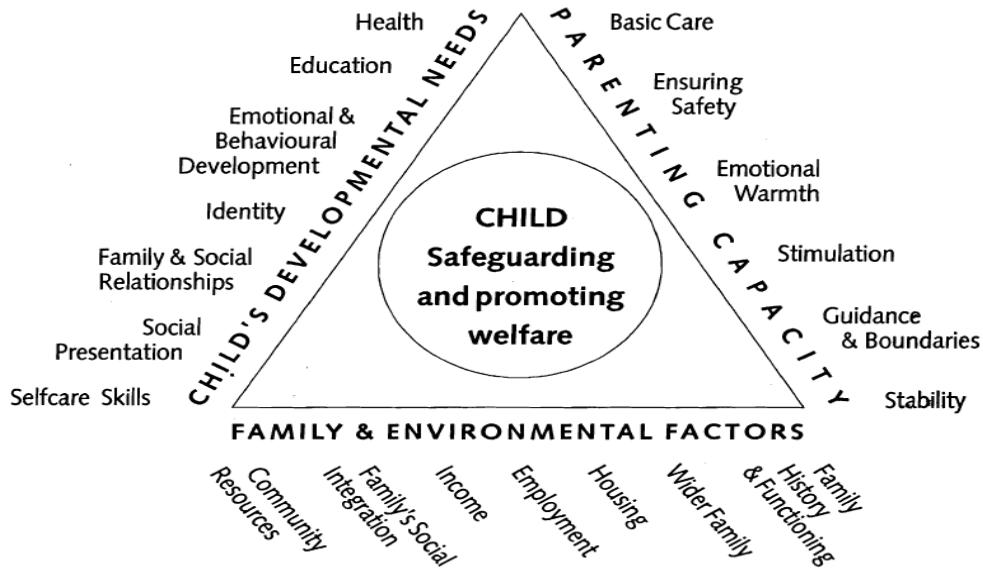 Health
Education
Emotional &
Behavioural
Development
Identity
Family & Social
Relationships
Social
Presentation
Selfcare Skills
CHILD'S DEVELOPMENTAL NEEDS
PARENTING CAPACITY
Basic Care
Ensuring
Safety
Emotional
Warmth
Stimulation
Guidance
& Boundaries
Stability
CHILD
Safeguarding
and promoting
welfare
FAMILY & ENVIRONMENTAL FACTORS
Community
Resources
Family's Social
Integration
Income
Employment
Housing
Wider Family
Family
History
& Functioning